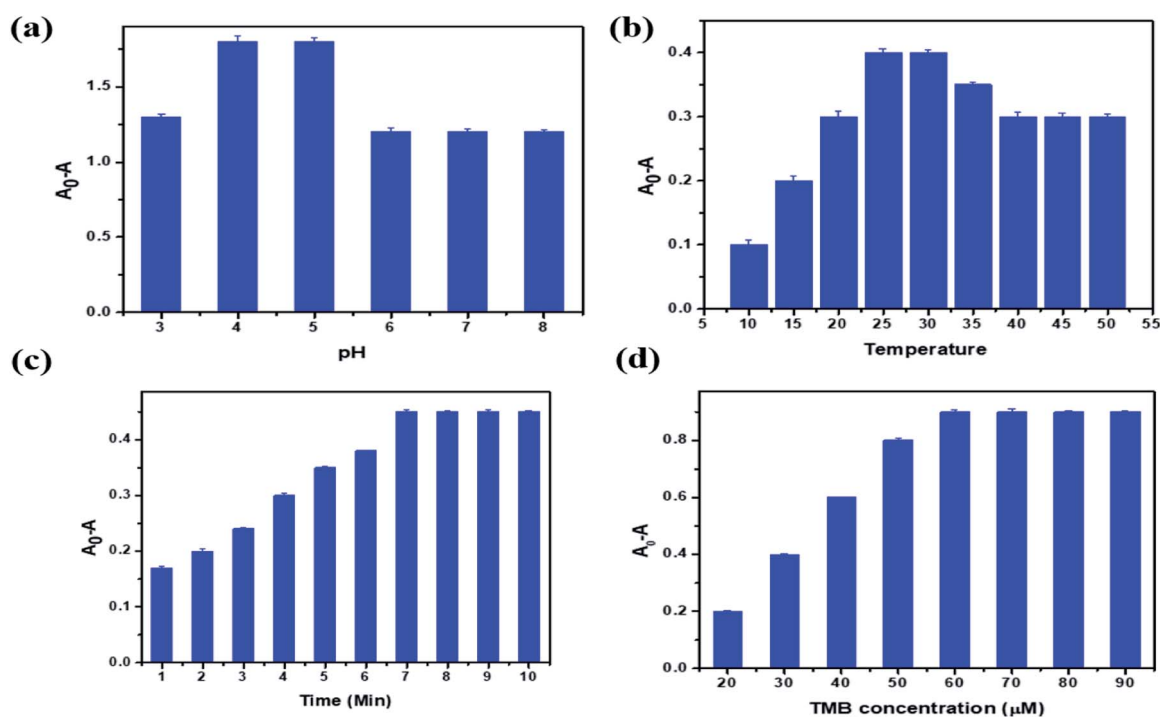 (a)
A₀-A
1.5
1.0
0.5
0.0
3 4 5 6 7 8
pH
(b)
A₀-A
0.4
0.3
0.2
0.1
0.0
5 10 15 20 25 30 35 40 45 50 55
Temperature
(c)
A₀-A
0.4
0.3
0.2
0.1
0.0
1 2 3 4 5 6 7 8 9 10
Time (Min)
(d)
A₀-A
0.8
0.6
0.4
0.2
0.0
20 30 40 50 60 70 80 90
TMB concentration (μM)